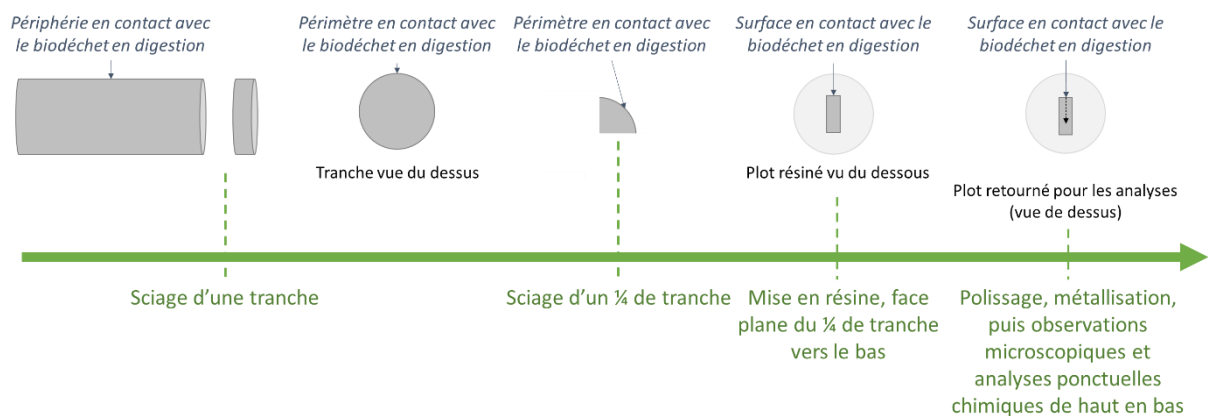 Périphérie en contact avec
le biodéchet en digestion
Périmètre en contact avec
le biodéchet en digestion
Périmètre en contact avec
le biodéchet en digestion
Surface en contact avec le
biodéchet en digestion
Surface en contact avec le
biodéchet en digestion
Tranche vue du dessus
Plot résiné vu du dessous
Plot retourné pour les analyses
(vue de dessus)
Sciage d’une tranche
Sciage d’un ¼ de tranche
Mise en résine, face
plane du ¼ de tranche
vers le bas
Polissage, métallisation,
puis observations
microscopiques et
analyses ponctuelles
chimiques de haut en bas